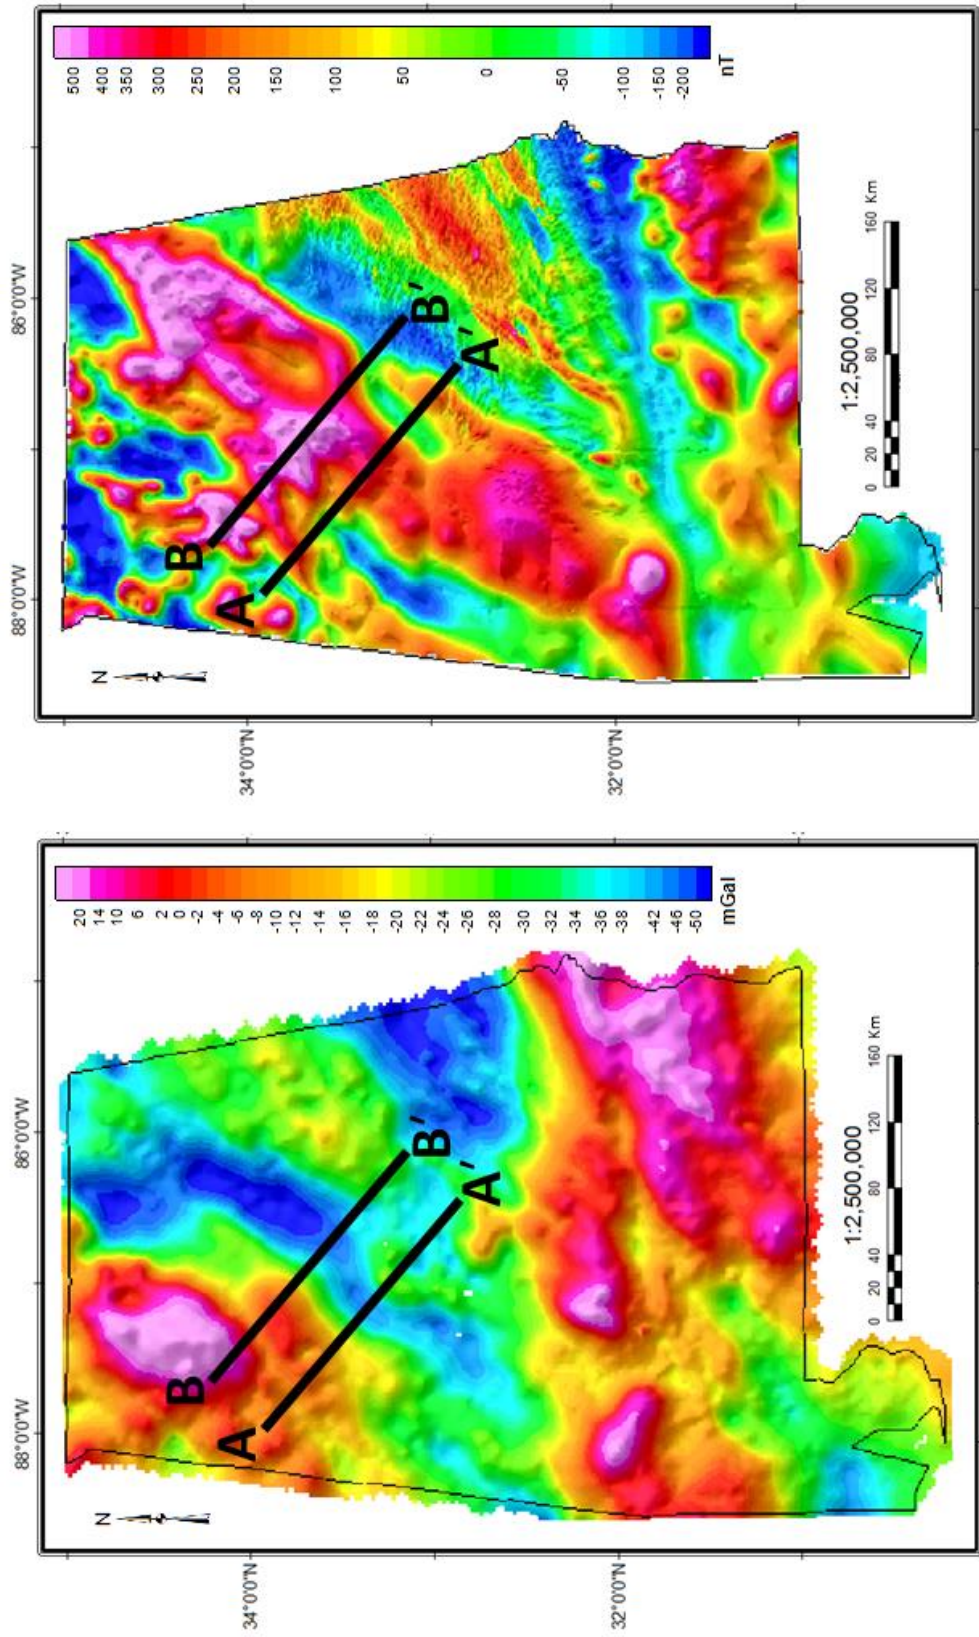 88°0'0"W
86°0'0"W
N
34°0'0"N
32°0'0"N
A
B
A'
B'
20
14
10
6
2
0
-2
-4
-6
-8
-10
-12
-14
-16
-18
-20
-22
-24
-26
-28
-30
-32
-34
-36
-38
-42
-46
-50
mGal
1:2,500,000
0 20 40 80 120 160 Km
88°0'0"W
86°0'0"W
N
34°0'0"N
32°0'0"N
A
B
A'
B'
500
400
350
300
250
200
150
100
50
0
-50
-100
-150
-200
nT
1:2,500,000
0 20 40 80 120 160 Km